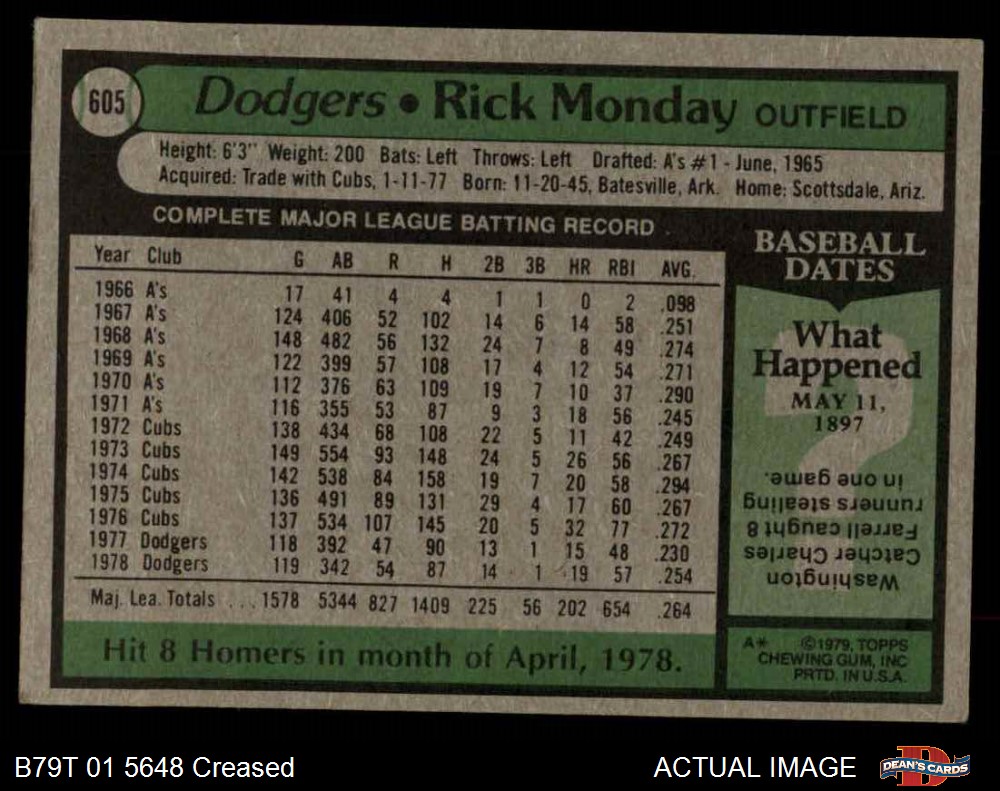 605
Dodgers • Rick Monday OUTFIELD
Height: 6'3" Weight: 200 Bats: Left Throws: Left Drafted: A's #1 - June, 1965
Acquired: Trade with Cubs, 1-11-77 Born: 11-20-45, Batesville, Ark. Home: Scottsdale, Ariz.
COMPLETE MAJOR LEAGUE BATTING RECORD
Year Club G AB R H 2B 3B HR RBI AVG.
1966 A's 17 41 4 4 1 1 0 2 .098
1967 A's 124 406 52 102 14 6 14 58 .251
1968 A's 148 482 56 132 24 7 8 49 .274
1969 A's 122 399 57 108 17 4 12 54 .271
1970 A's 112 376 63 109 19 7 10 37 .290
1971 A's 116 355 53 87 9 3 18 56 .245
1972 Cubs 138 434 68 108 22 5 11 42 .249
1973 Cubs 149 554 93 148 24 5 26 56 .267
1974 Cubs 142 538 84 158 19 7 20 58 .294
1975 Cubs 136 491 89 131 29 4 17 60 .267
1976 Cubs 137 534 107 145 20 5 32 77 .272
1977 Dodgers 118 392 47 90 13 1 15 48 .230
1978 Dodgers 119 342 54 87 14 1 19 57 .254
Maj. Lea. Totals ... 1578 5344 827 1409 225 56 202 654 .264
Hit 8 Homers in month of April, 1978.
BASEBALL
DATES
What
Happened
MAY 11,
1897
?
Washington
Catcher Charles
Farrell caught 8
runners stealing
in one game.
A* ©1979, TOPPS
CHEWING GUM, INC
PRTD. IN U.S.A.
B79T 01 5648 Creased
ACTUAL IMAGE
D
DEAN'S CARDS